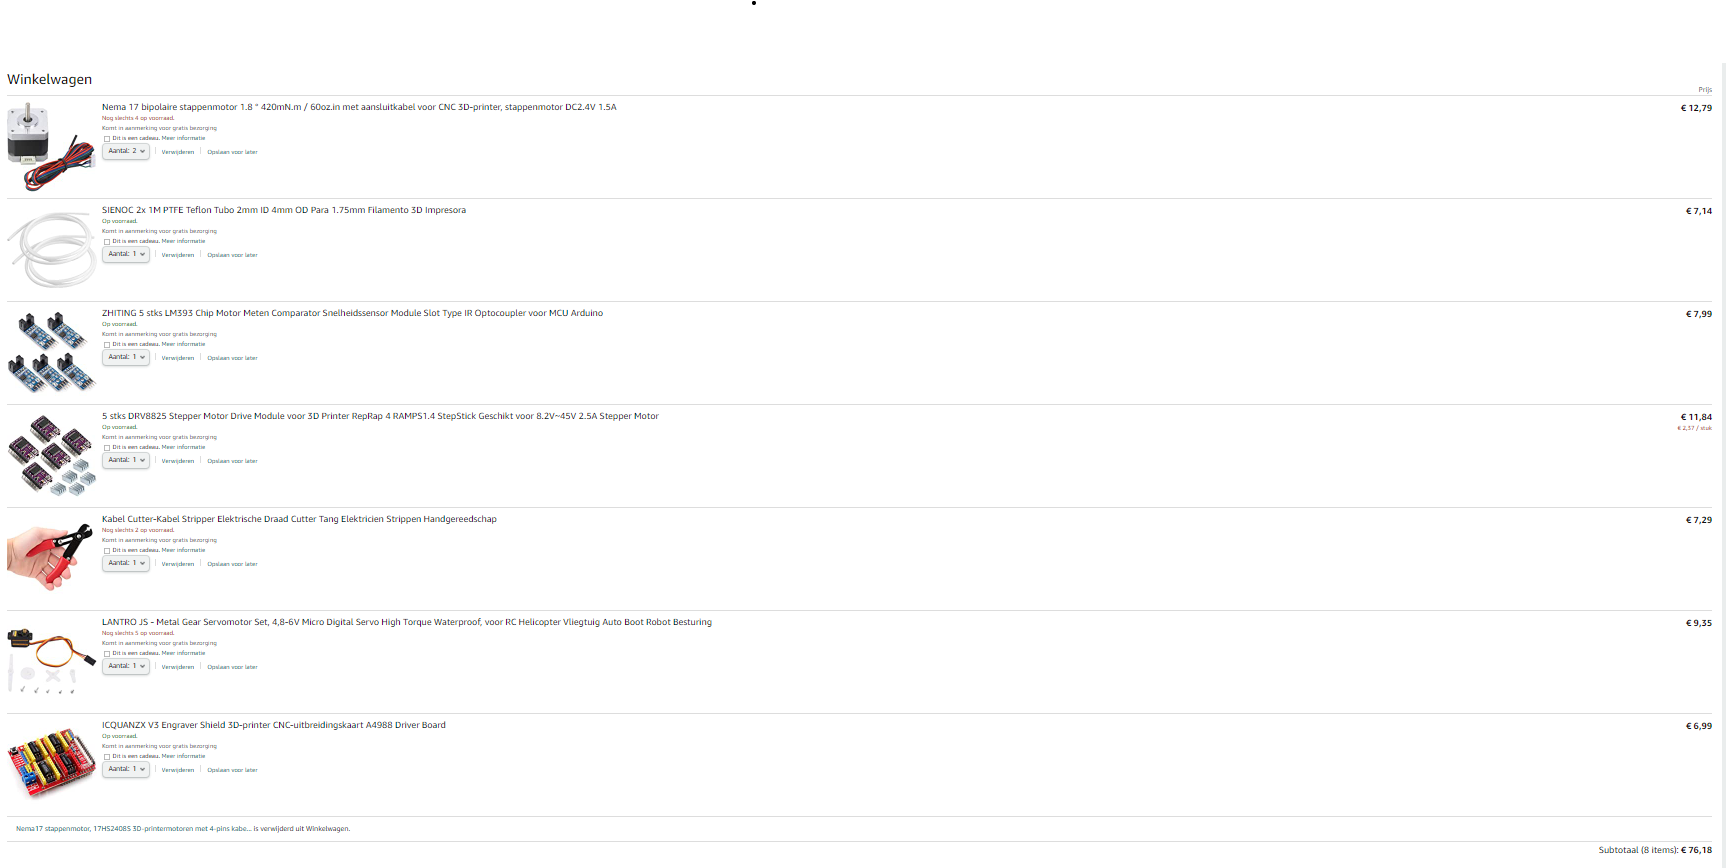 Winkelwagen
Prijs
Nema 17 bipolaire stappenmotor 1.8 ° 420mN.m / 60oz.in met aansluitkabel voor CNC 3D-printer, stappenmotor DC2.4V 1.5A
€ 12,79
Nog slechts 4 op voorraad.
Komt in aanmerking voor gratis bezorging
Dit is een cadeau. Meer informatie
Aantal: 2 Verwijderen Opslaan voor later
SIENOC 2x 1M PTFE Teflon Tubo 2mm ID 4mm OD Para 1.75mm Filamento 3D Impresora
€ 7,14
Op voorraad.
Komt in aanmerking voor gratis bezorging
Dit is een cadeau. Meer informatie
Aantal: 1 Verwijderen Opslaan voor later
ZHITING 5 stks LM393 Chip Motor Meten Comparator Snelheidssensor Module Slot Type IR Optocoupler voor MCU Arduino
€ 7,99
Op voorraad.
Komt in aanmerking voor gratis bezorging
Dit is een cadeau. Meer informatie
Aantal: 1 Verwijderen Opslaan voor later
5 stks DRV8825 Stepper Motor Drive Module voor 3D Printer RepRap 4 RAMPS1.4 StepStick Geschikt voor 8.2V~45V 2.5A Stepper Motor
€ 11,84
Op voorraad.
€ 2,37 / stuk
Komt in aanmerking voor gratis bezorging
Dit is een cadeau. Meer informatie
Aantal: 1 Verwijderen Opslaan voor later
Kabel Cutter-Kabel Stripper Elektrische Draad Cutter Tang Elektricien Strippen Handgereedschap
€ 7,29
Nog slechts 2 op voorraad.
Komt in aanmerking voor gratis bezorging
Dit is een cadeau. Meer informatie
Aantal: 1 Verwijderen Opslaan voor later
LANTRO JS - Metal Gear Servomotor Set, 4,8-6V Micro Digital Servo High Torque Waterproof, voor RC Helicopter Vliegtuig Auto Boot Robot Besturing
€ 9,35
Nog slechts 5 op voorraad.
Komt in aanmerking voor gratis bezorging
Dit is een cadeau. Meer informatie
Aantal: 1 Verwijderen Opslaan voor later
ICQUANZX V3 Engraver Shield 3D-printer CNC-uitbreidingskaart A4988 Driver Board
€ 6,99
Op voorraad.
Komt in aanmerking voor gratis bezorging
Dit is een cadeau. Meer informatie
Aantal: 1 Verwijderen Opslaan voor later
Nema17 stappenmotor, 17HS2408S 3D-printermotoren met 4-pins kabe... is verwijderd uit Winkelwagen.
Subtotaal (8 items): € 76,18